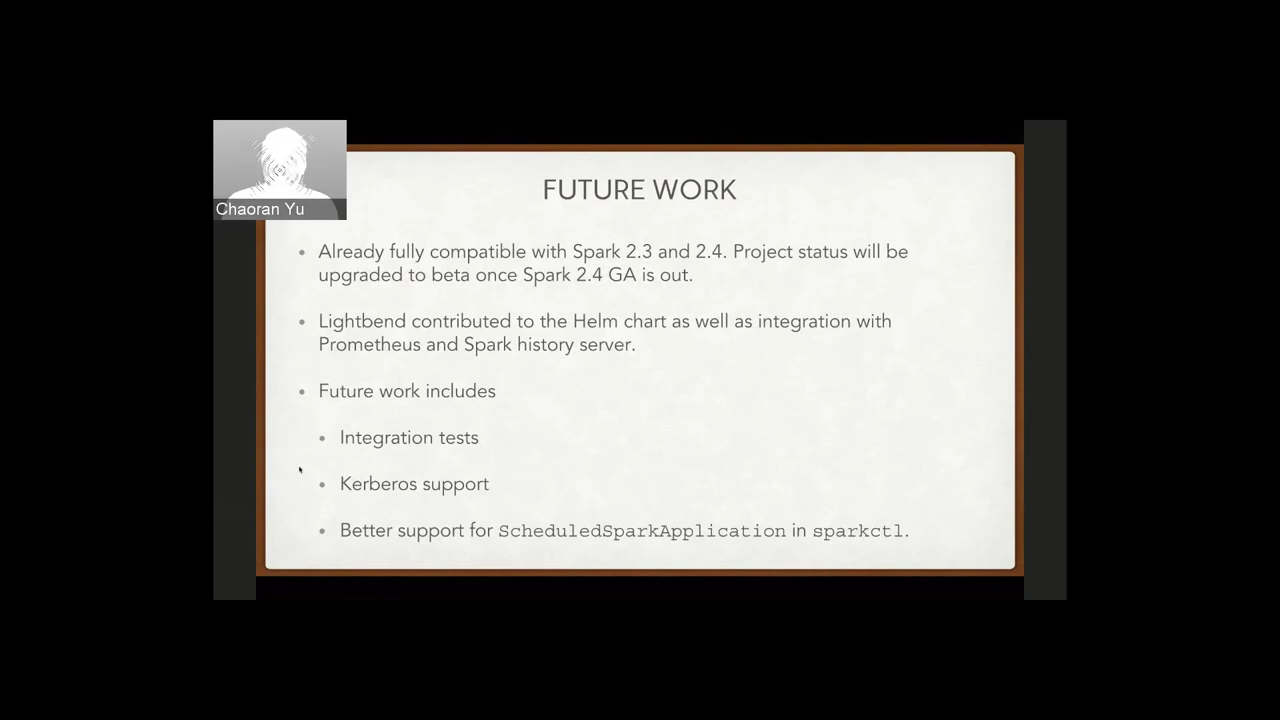 Chaoran Yu
FUTURE WORK
• Already fully compatible with Spark 2.3 and 2.4. Project status will be
upgraded to beta once Spark 2.4 GA is out.
• Lightbend contributed to the Helm chart as well as integration with
Prometheus and Spark history server.
• Future work includes
• Integration tests
• Kerberos support
• Better support for ScheduledSparkApplication in sparkctl.